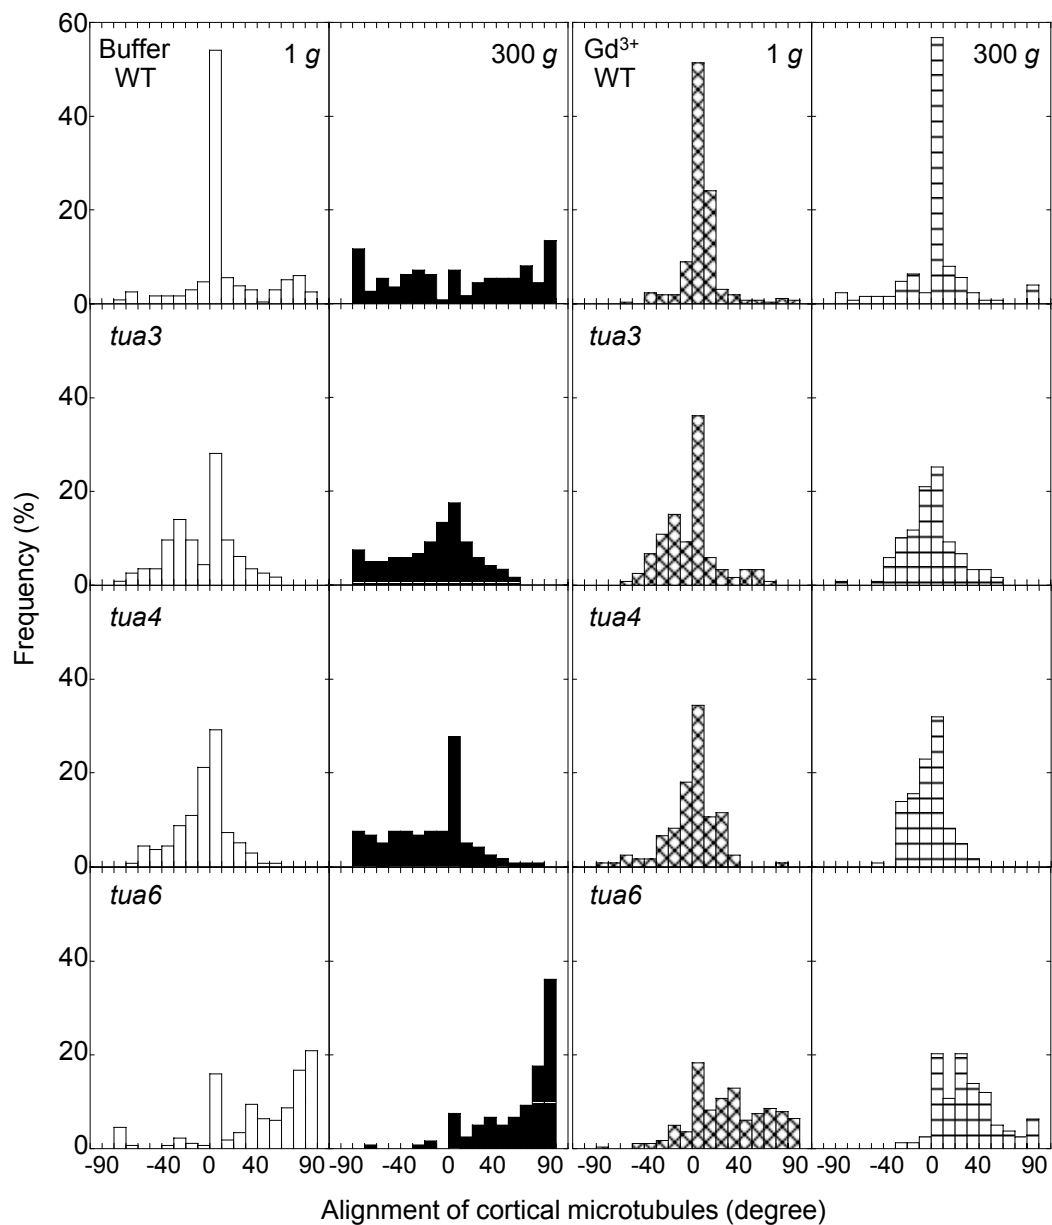 60
Buffer
WT
1 g
300 g
Gd³⁺
WT
1 g
300 g
40
20
0
tua3
tua3
40
20
0
tua4
tua4
40
20
0
tua6
tua6
40
20
0
-90 -40 0 40 90 -90 -40 0 40 90 -90 -40 0 40 90 -90 -40 0 40 90
Frequency (%)
Alignment of cortical microtubules (degree)